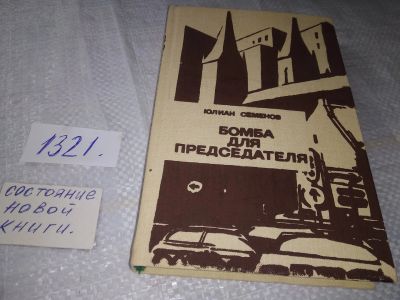 ЮЛИАН СЕМЕНОВ
БОМБА
ДЛЯ
ПРЕДСЕДАТЕЛЯ
1321.
СОСТОЯНИЕ
НОВОЙ
КНИГИ.